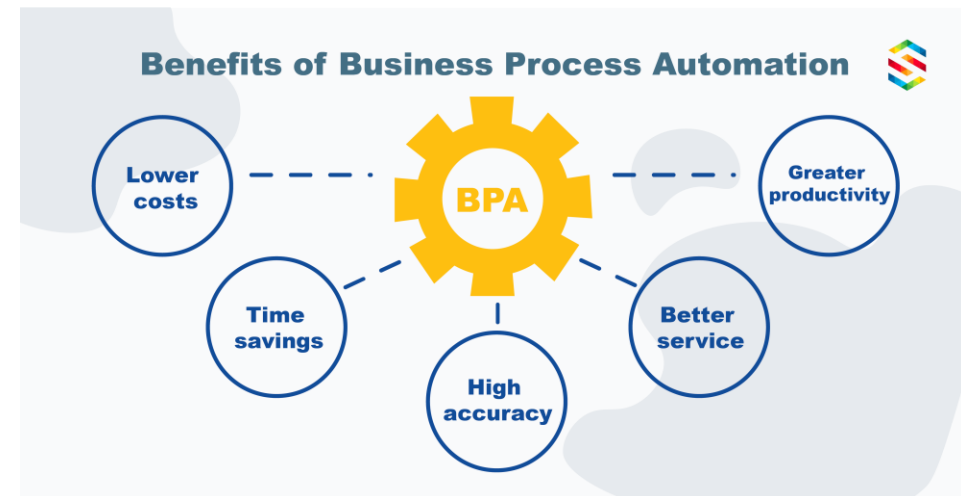 Benefits of Business Process Automation
Lower
costs
BPA
Greater
productivity
Time
savings
Better
service
High
accuracy